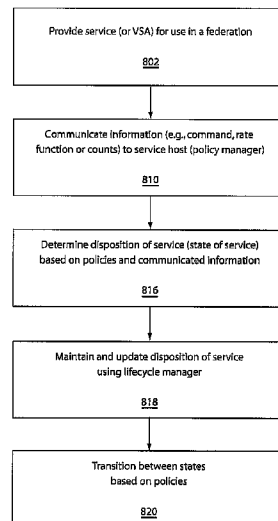 Provide service (or VSA) for use in a federation
802
Communicate information (e.g., command, rate
function or counts) to service host (policy manager)
810
Determine disposition of service (state of service)
based on policies and communicated information
816
Maintain and update disposition of service
using lifecycle manager
818
Transition between states
based on policies
820